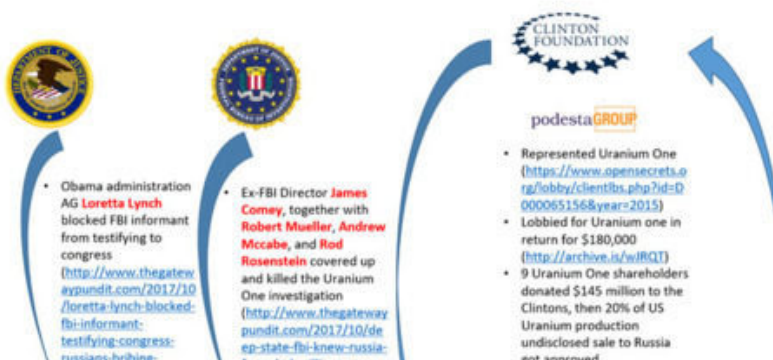 CLINTON
FOUNDATION
podestaGROUP
• Obama administration
AG Loretta Lynch
blocked FBI informant
from testifying to
congress
(http://www.thegatew
aypundit.com/2017/10
/loretta-lynch-blocked-
fbi-informant-
testifying-congress-
russians-bribing-
• Ex-FBI Director James
Comey, together with
Robert Mueller, Andrew
Mccabe, and Rod
Rosenstein covered up
and killed the Uranium
One investigation
(http://www.thegateway
pundit.com/2017/10/de
ep-state-fbi-knew-russia-
• Represented Uranium One
(https://www.opensecrets.o
rg/lobby/clientlbs.php?id=D
000065156&year=2015)
• Lobbied for Uranium one in
return for $180,000
(http://archive.is/wJRQT)
• 9 Uranium One shareholders
donated $145 million to the
Clintons, then 20% of US
Uranium production
undisclosed sale to Russia
got approved